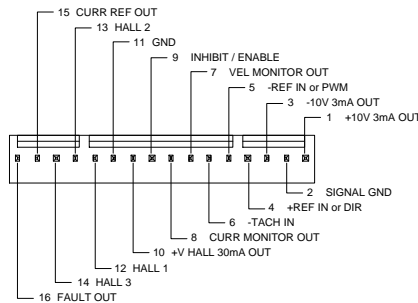 15 CURR REF OUT
13 HALL 2
11 GND
9 INHIBIT / ENABLE
7 VEL MONITOR OUT
5 -REF IN or PWM
3 -10V 3mA OUT
1 +10V 3mA OUT
2 SIGNAL GND
4 +REF IN or DIR
6 -TACH IN
8 CURR MONITOR OUT
10 +V HALL 30mA OUT
12 HALL 1
14 HALL 3
16 FAULT OUT